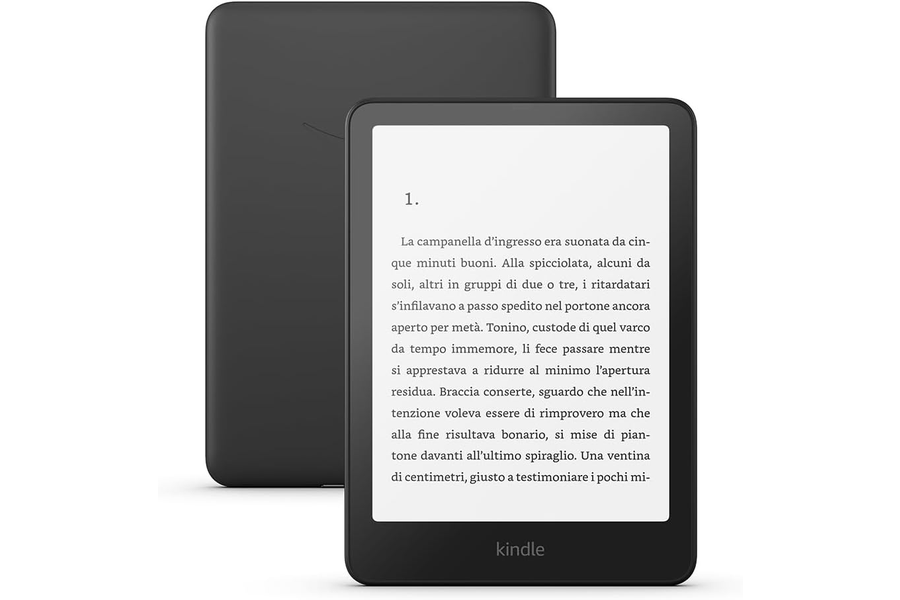 1.
La campanella d'ingresso era suonata da cin-
que minuti buoni. Alla spicciolata, alcuni da
soli, altri in gruppi di due o tre, i ritardatari
s'infilavano a passo spedito nel portone ancora
aperto per metà. Tonino, custode di quel varco
da tempo immemore, li fece passare mentre
si apprestava a ridurre al minimo l'apertura
residua. Braccia conserte, sguardo che nell'in-
tenzione voleva essere di rimprovero ma che
alla fine risultava bonario, si mise di pian-
tone davanti all'ultimo spiraglio. Una ventina
di centimetri, giusto a testimoniare i pochi mi-
kindle